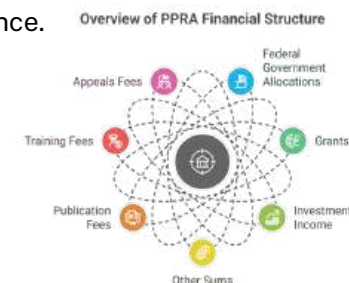 nce.
Overview of PPRA Financial Structure
Federal
Government
Allocations
Appeals Fees
Training Fees
Grants
Publication
Fees
Investment
Income
Other Sums